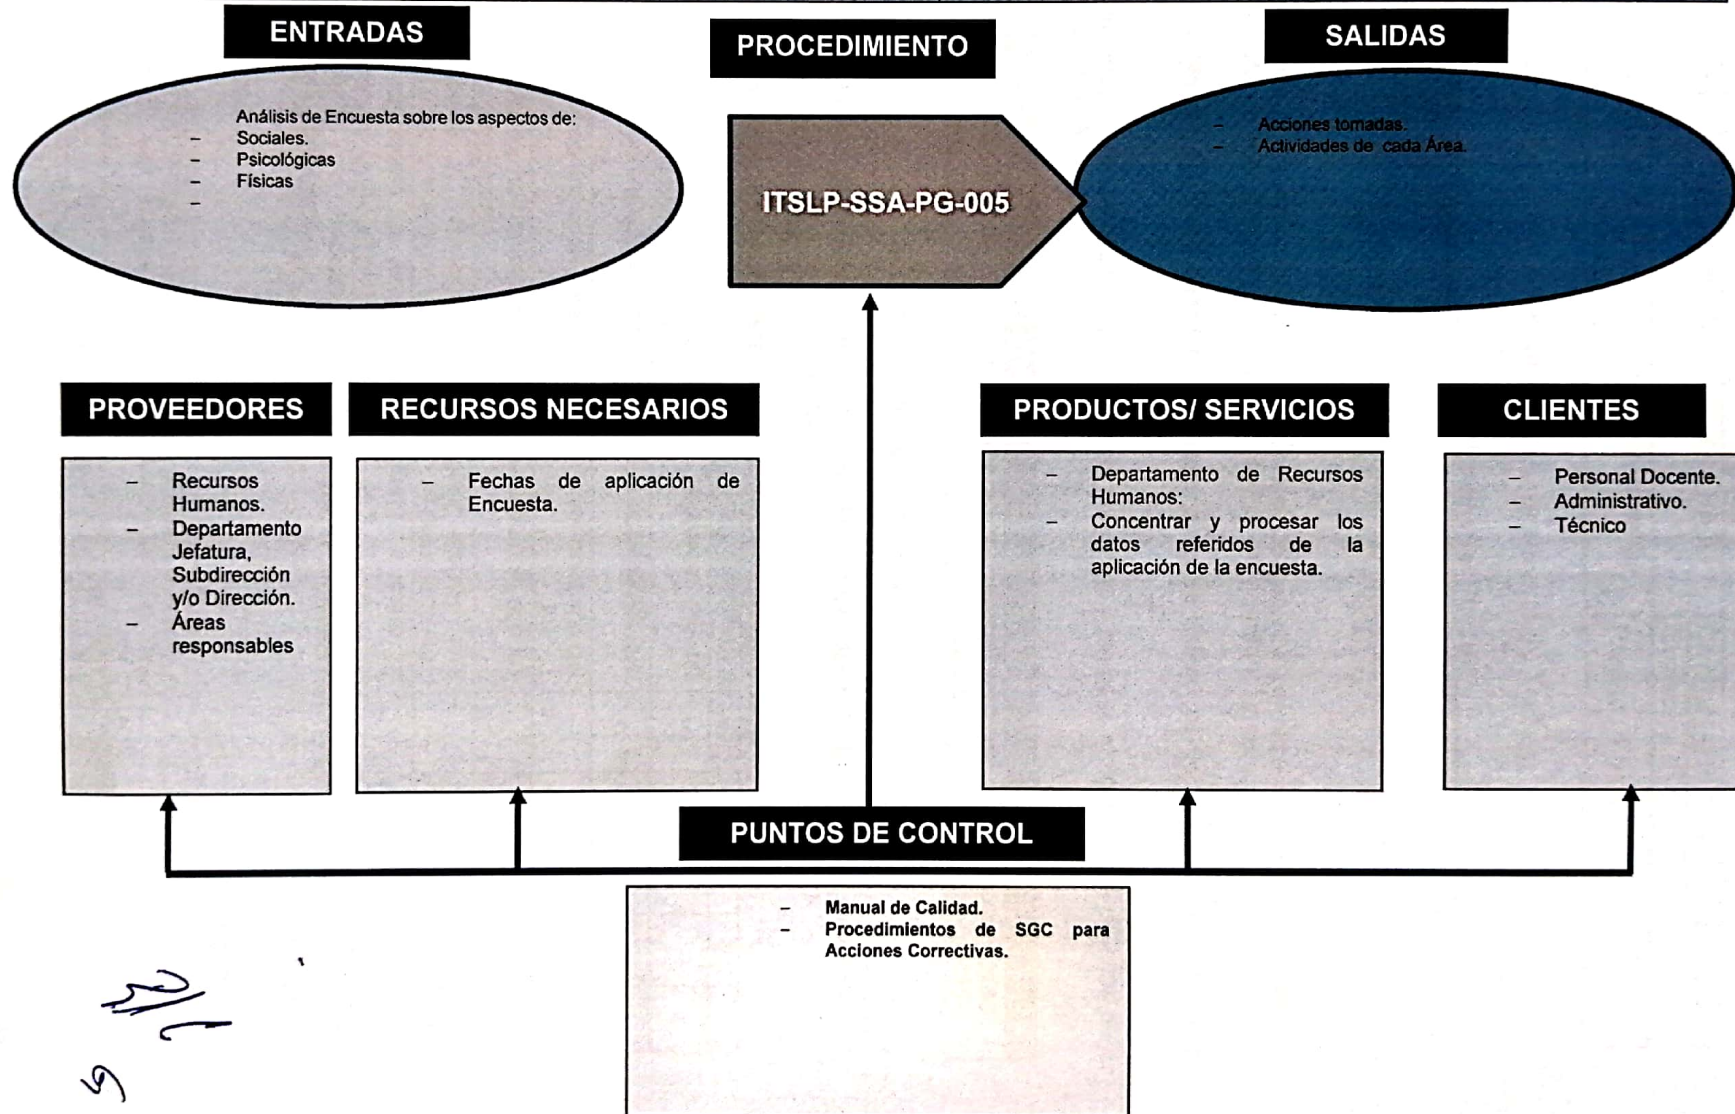 ENTRADAS
PROCEDIMIENTO
SALIDAS
Análisis de Encuesta sobre los aspectos de:
– Sociales.
– Psicológicas
– Físicas
–
ITSLP-SSA-PG-005
– Acciones tomadas.
– Actividades de cada Área.
PROVEEDORES
– Recursos
Humanos.
– Departamento
Jefatura,
Subdirección
y/o Dirección.
– Áreas
responsables
RECURSOS NECESARIOS
– Fechas de aplicación de
Encuesta.
PRODUCTOS/ SERVICIOS
– Departamento de Recursos
Humanos:
– Concentrar y procesar los
datos referidos de la
aplicación de la encuesta.
CLIENTES
– Personal Docente.
– Administrativo.
– Técnico
PUNTOS DE CONTROL
– Manual de Calidad.
– Procedimientos de SGC para
Acciones Correctivas.